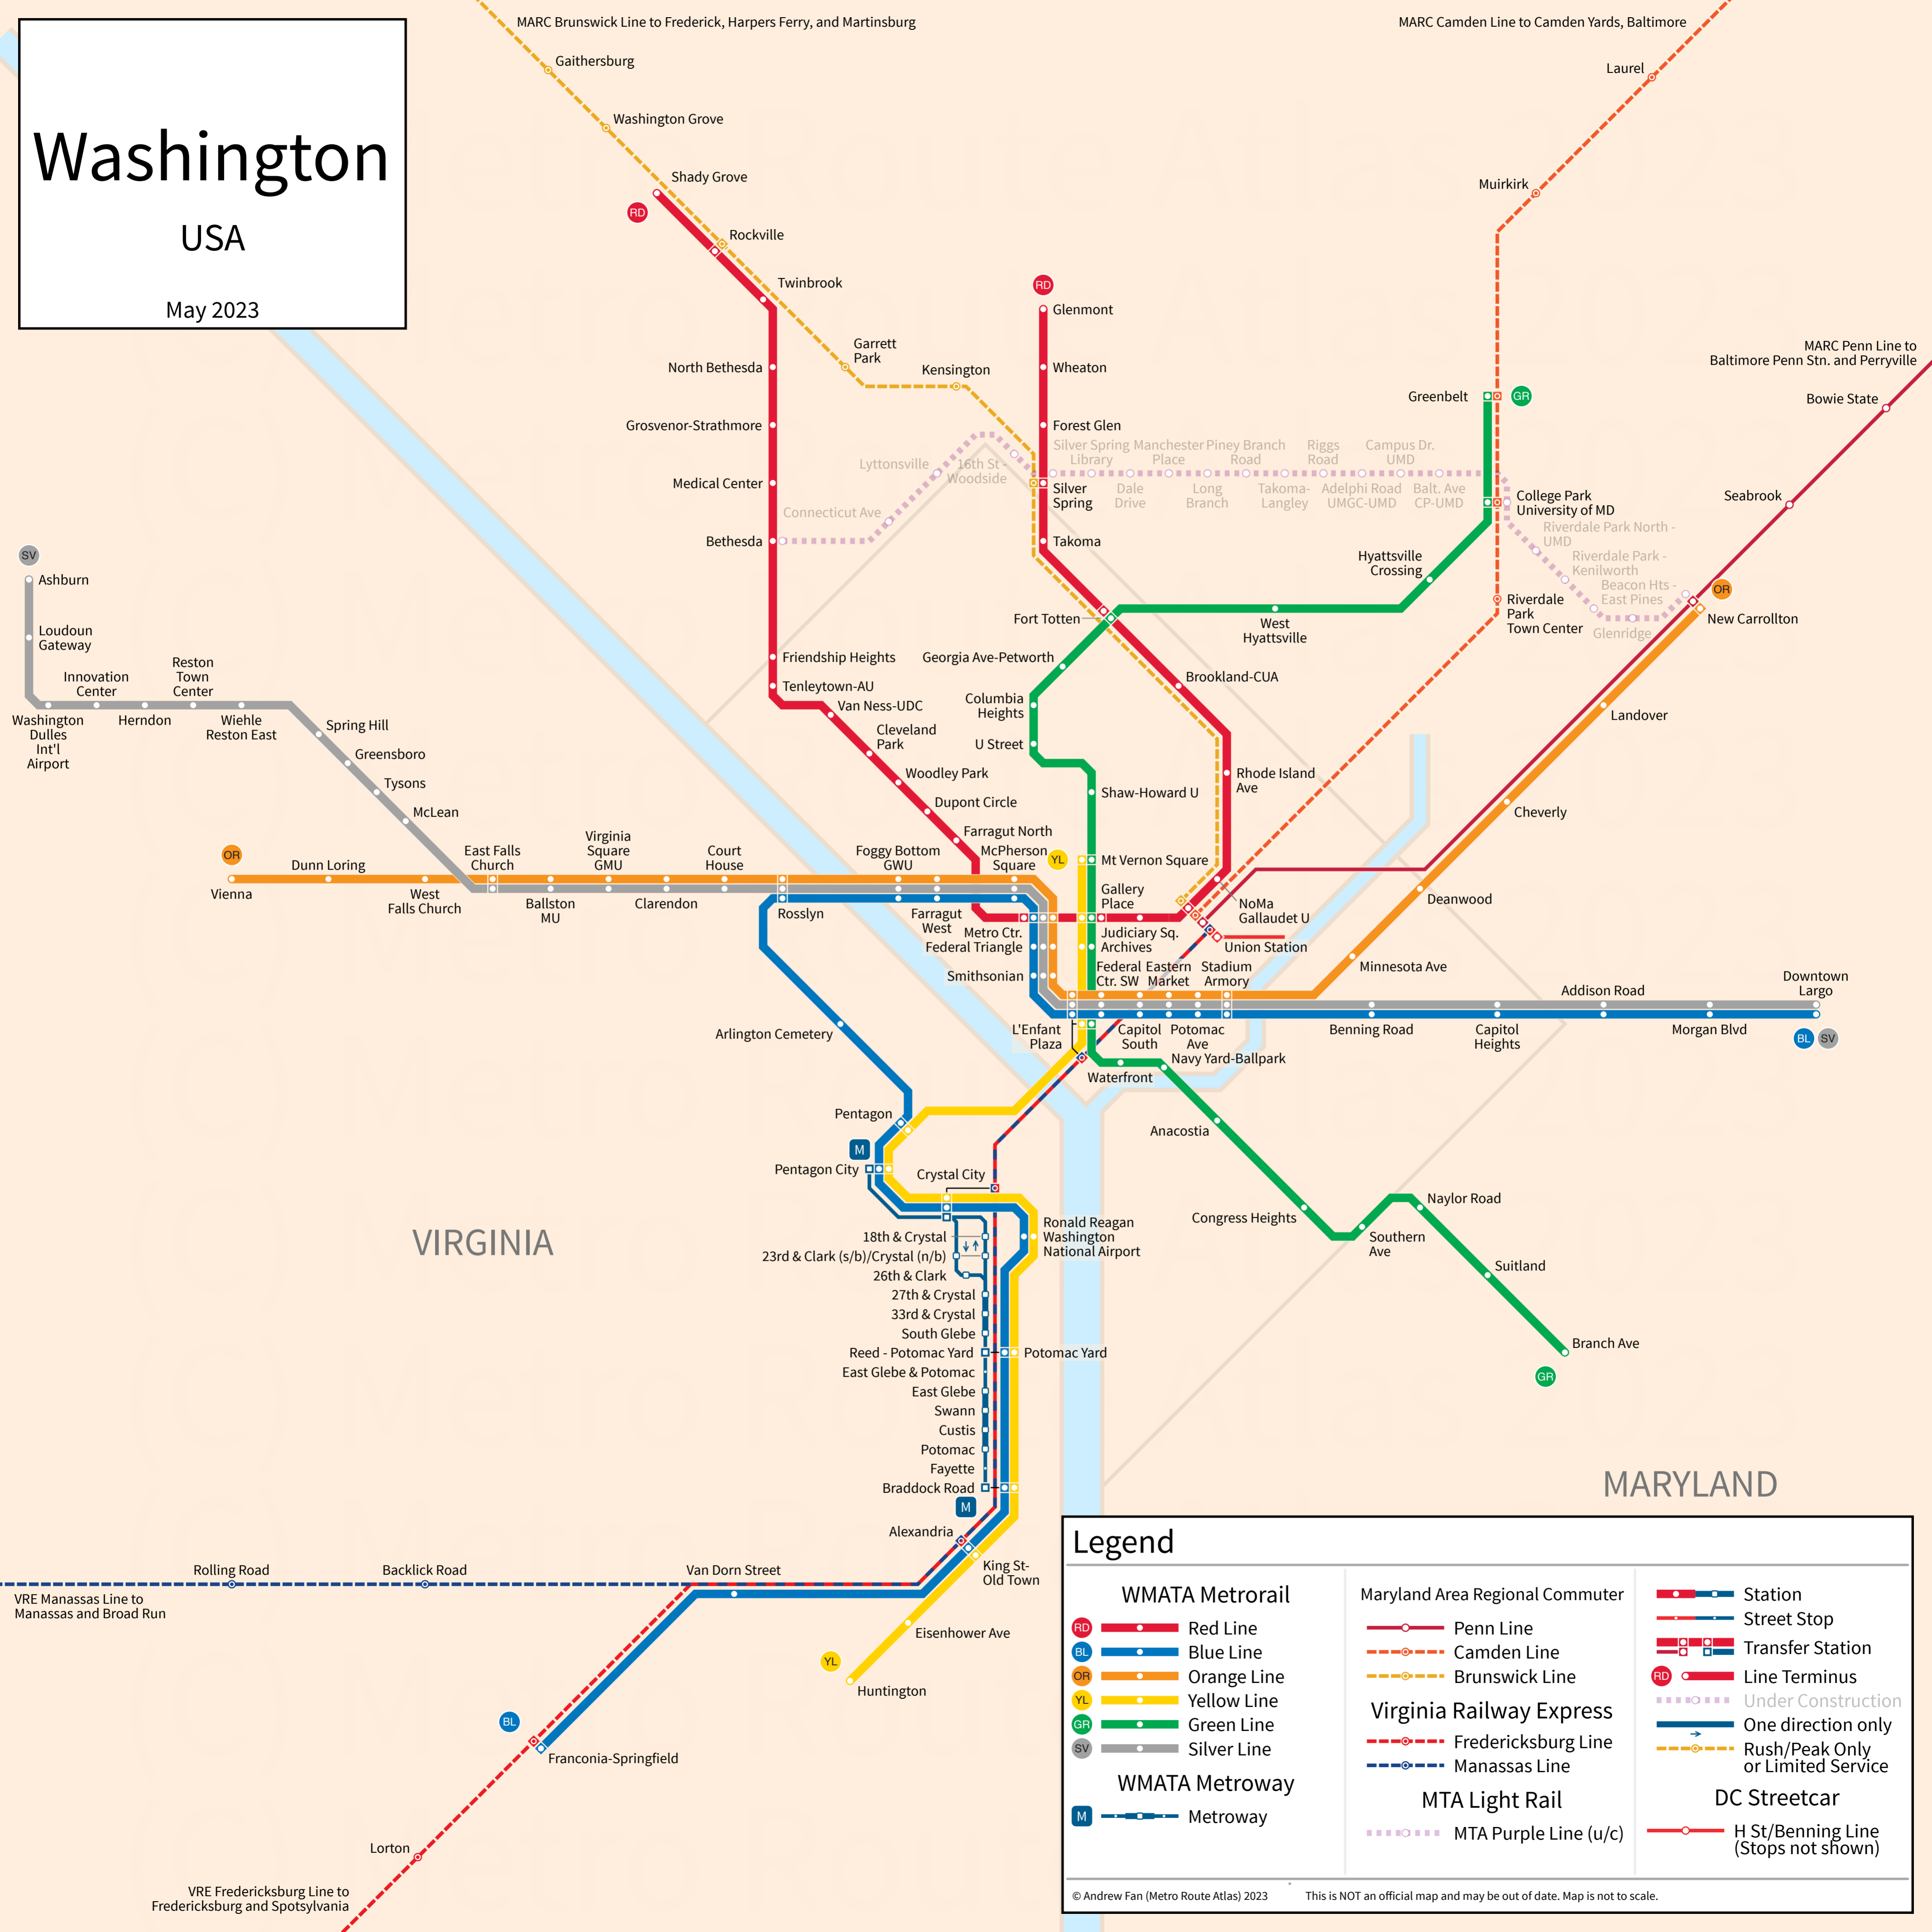 Washington
USA
May 2023
MARC Brunswick Line to Frederick, Harpers Ferry, and Martinsburg
MARC Camden Line to Camden Yards, Baltimore
Gaithersburg
Laurel
Washington Grove
Shady Grove
RD
Muirkirk
Rockville
Twinbrook
RD
Glenmont
Garrett
Park
Kensington
North Bethesda
Wheaton
MARC Penn Line to
Baltimore Penn Stn. and Perryville
Greenbelt
GR
Bowie State
Grosvenor-Strathmore
Forest Glen
Lyttonsville
16th St -
Woodside
Silver Spring
Library
Manchester
Place
Piney Branch
Road
Riggs
Road
Campus Dr.
UMD
Medical Center
Silver
Spring
Dale
Drive
Long
Branch
Takoma-
Langley
Adelphi Road
UMGC-UMD
Balt. Ave
CP-UMD
College Park
University of MD
Seabrook
Connecticut Ave
Riverdale Park North -
UMD
Bethesda
Takoma
Hyattsville
Crossing
Riverdale Park -
Kenilworth
Beacon Hts -
East Pines
SV
Ashburn
OR
Riverdale
Park
Town Center
Glenridge
New Carrollton
Fort Totten
West
Hyattsville
Loudoun
Gateway
Friendship Heights
Georgia Ave-Petworth
Tenleytown-AU
Brookland-CUA
Innovation
Center
Reston
Town
Center
Washington
Dulles
Int'l
Airport
Herndon
Wiehle
Reston East
Van Ness-UDC
Columbia
Heights
Landover
Spring Hill
Cleveland
Park
U Street
Greensboro
Woodley Park
Rhode Island
Ave
Tysons
Shaw-Howard U
Dupont Circle
McLean
Cheverly
Farragut North
OR
Dunn Loring
East Falls
Church
Virginia
Square
GMU
Court
House
Foggy Bottom
GWU
McPherson
Square
YL
Mt Vernon Square
Vienna
West
Falls Church
Ballston
MU
Clarendon
Rosslyn
Farragut
West
Gallery
Place
NoMa
Gallaudet U
Deanwood
Metro Ctr.
Judiciary Sq.
Federal Triangle
Archives
Union Station
Smithsonian
Federal
Ctr. SW
Eastern
Market
Stadium
Armory
Minnesota Ave
Addison Road
Downtown
Largo
L'Enfant
Plaza
Capitol
South
Potomac
Ave
Benning Road
Capitol
Heights
Morgan Blvd
BL
SV
Arlington Cemetery
Navy Yard-Ballpark
Waterfront
Pentagon
Anacostia
M
Pentagon City
Crystal City
Naylor Road
Congress Heights
Southern
Ave
VIRGINIA
18th & Crystal
Ronald Reagan
Washington
National Airport
23rd & Clark (s/b)/Crystal (n/b)
26th & Clark
Suitland
27th & Crystal
33rd & Crystal
South Glebe
Branch Ave
GR
Reed - Potomac Yard
Potomac Yard
East Glebe & Potomac
East Glebe
Swann
Custis
Potomac
Fayette
Braddock Road
M
MARYLAND
Alexandria
King St-
Old Town
Rolling Road
Backlick Road
Van Dorn Street
VRE Manassas Line to
Manassas and Broad Run
Eisenhower Ave
YL
Huntington
BL
Franconia-Springfield
Lorton
VRE Fredericksburg Line to
Fredericksburg and Spotsylvania
Legend
WMATA Metrorail
RD Red Line
BL Blue Line
OR Orange Line
YL Yellow Line
GR Green Line
SV Silver Line
WMATA Metroway
M Metroway
Maryland Area Regional Commuter
Penn Line
Camden Line
Brunswick Line
Virginia Railway Express
Fredericksburg Line
Manassas Line
MTA Light Rail
MTA Purple Line (u/c)
Station
Street Stop
Transfer Station
RD Line Terminus
Under Construction
One direction only
Rush/Peak Only
or Limited Service
DC Streetcar
H St/Benning Line
(Stops not shown)
© Andrew Fan (Metro Route Atlas) 2023
This is NOT an official map and may be out of date. Map is not to scale.